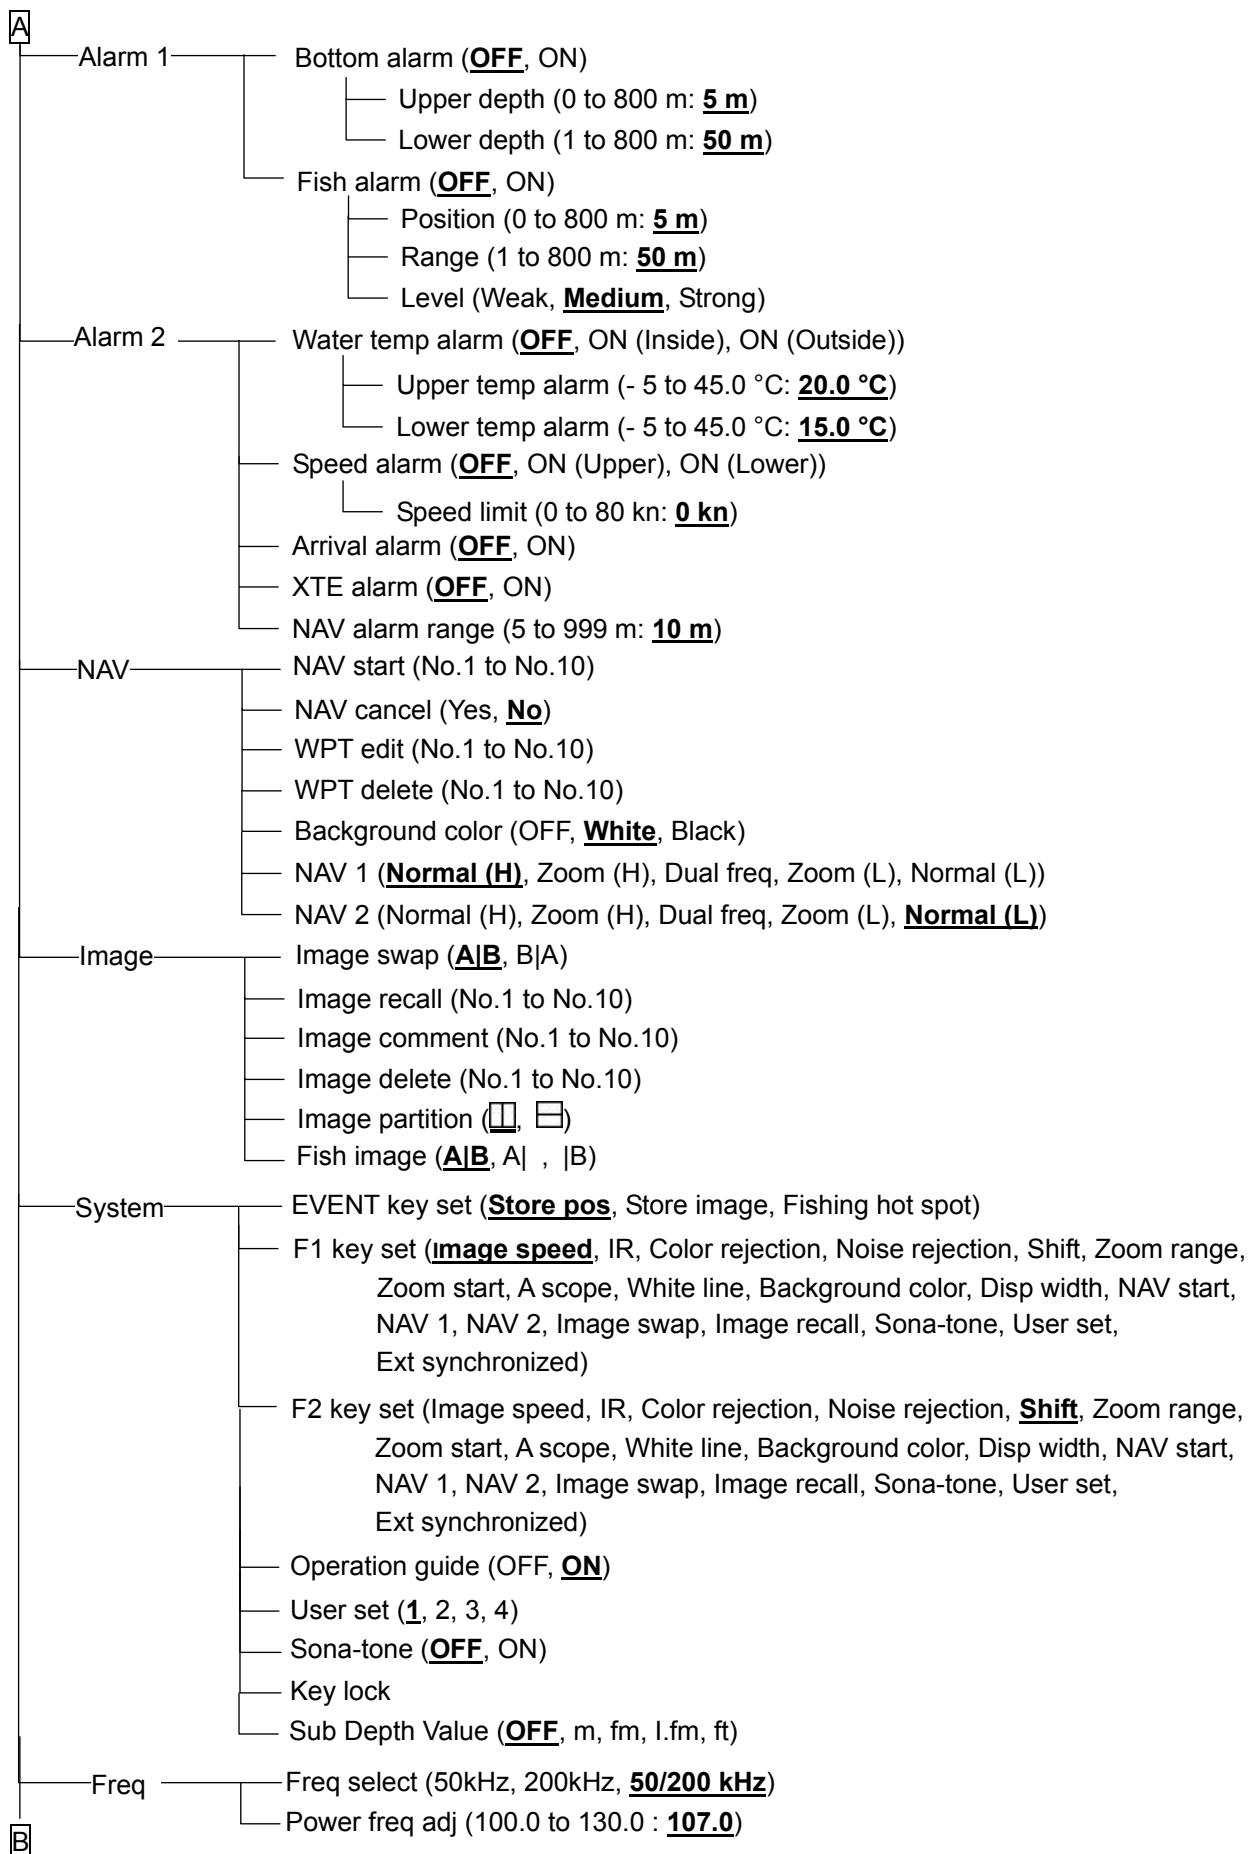 A
Alarm 1
Bottom alarm (OFF, ON)
Upper depth (0 to 800 m: 5 m)
Lower depth (1 to 800 m: 50 m)
Fish alarm (OFF, ON)
Position (0 to 800 m: 5 m)
Range (1 to 800 m: 50 m)
Level (Weak, Medium, Strong)
Alarm 2
Water temp alarm (OFF, ON (Inside), ON (Outside))
Upper temp alarm (- 5 to 45.0 °C: 20.0 °C)
Lower temp alarm (- 5 to 45.0 °C: 15.0 °C)
Speed alarm (OFF, ON (Upper), ON (Lower))
Speed limit (0 to 80 kn: 0 kn)
Arrival alarm (OFF, ON)
XTE alarm (OFF, ON)
NAV alarm range (5 to 999 m: 10 m)
NAV
NAV start (No.1 to No.10)
NAV cancel (Yes, No)
WPT edit (No.1 to No.10)
WPT delete (No.1 to No.10)
Background color (OFF, White, Black)
NAV 1 (Normal (H), Zoom (H), Dual freq, Zoom (L), Normal (L))
NAV 2 (Normal (H), Zoom (H), Dual freq, Zoom (L), Normal (L))
Image
Image swap (A|B, B|A)
Image recall (No.1 to No.10)
Image comment (No.1 to No.10)
Image delete (No.1 to No.10)
Image partition (, )
Fish image (A|B, A| , |B)
System
EVENT key set (Store pos, Store image, Fishing hot spot)
F1 key set (Image speed, IR, Color rejection, Noise rejection, Shift, Zoom range,
Zoom start, A scope, White line, Background color, Disp width, NAV start,
NAV 1, NAV 2, Image swap, Image recall, Sona-tone, User set,
Ext synchronized)
F2 key set (Image speed, IR, Color rejection, Noise rejection, Shift, Zoom range,
Zoom start, A scope, White line, Background color, Disp width, NAV start,
NAV 1, NAV 2, Image swap, Image recall, Sona-tone, User set,
Ext synchronized)
Operation guide (OFF, ON)
User set (1, 2, 3, 4)
Sona-tone (OFF, ON)
Key lock
Sub Depth Value (OFF, m, fm, I.fm, ft)
Freq
Freq select (50kHz, 200kHz, 50/200 kHz)
Power freq adj (100.0 to 130.0 : 107.0)
B